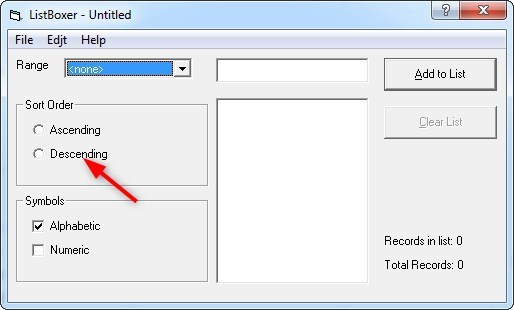 ListBoxer - Untitled
File Edjt Help
Range <none> Add to List
Sort Order
Ascending
Descending
Clear List
Symbols
Alphabetic
Numeric
Records in list: 0
Total Records: 0